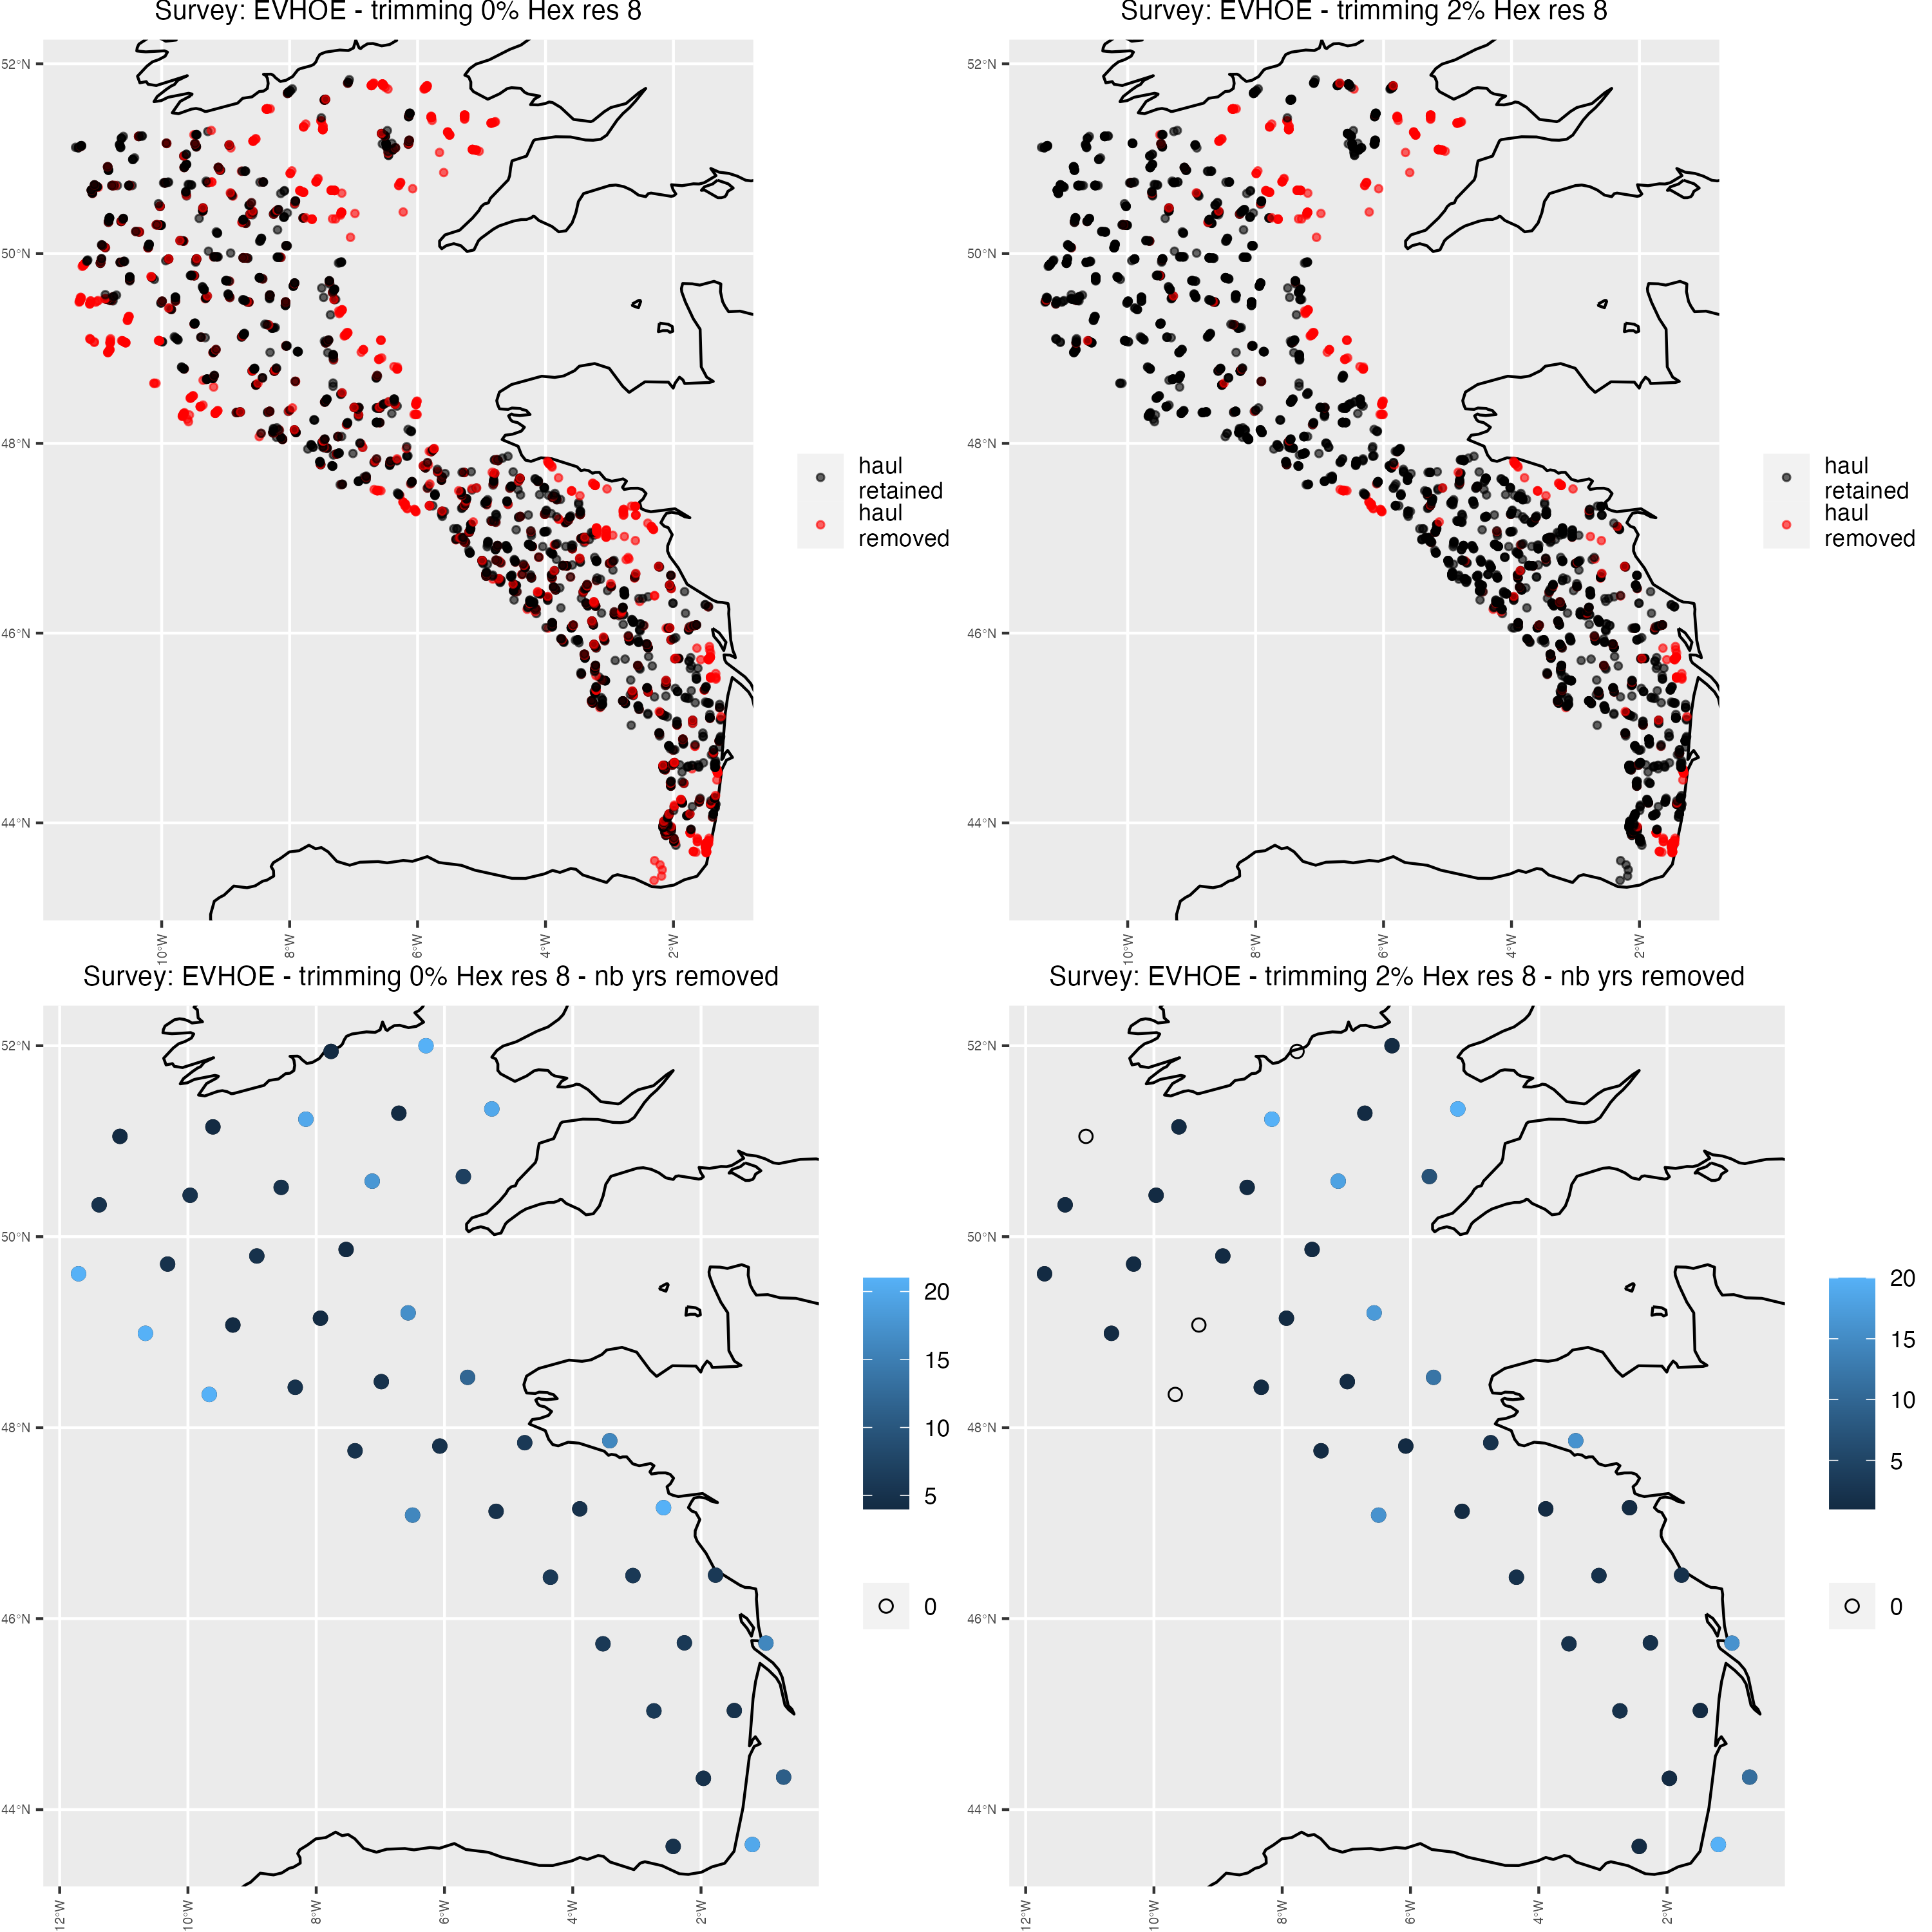 Survey: EVHOE - trimming 0% Hex res 8
52°N
50°N
48°N
46°N
44°N
10°W
8°W
6°W
4°W
2°W
haul
retained
haul
removed
Survey: EVHOE - trimming 2% Hex res 8
52°N
50°N
48°N
46°N
44°N
10°W
8°W
6°W
4°W
2°W
haul
retained
haul
removed
Survey: EVHOE - trimming 0% Hex res 8 - nb yrs removed
52°N
50°N
48°N
46°N
44°N
12°W
10°W
8°W
6°W
4°W
2°W
20
15
10
5
0
Survey: EVHOE - trimming 2% Hex res 8 - nb yrs removed
52°N
50°N
48°N
46°N
44°N
12°W
10°W
8°W
6°W
4°W
2°W
20
15
10
5
0